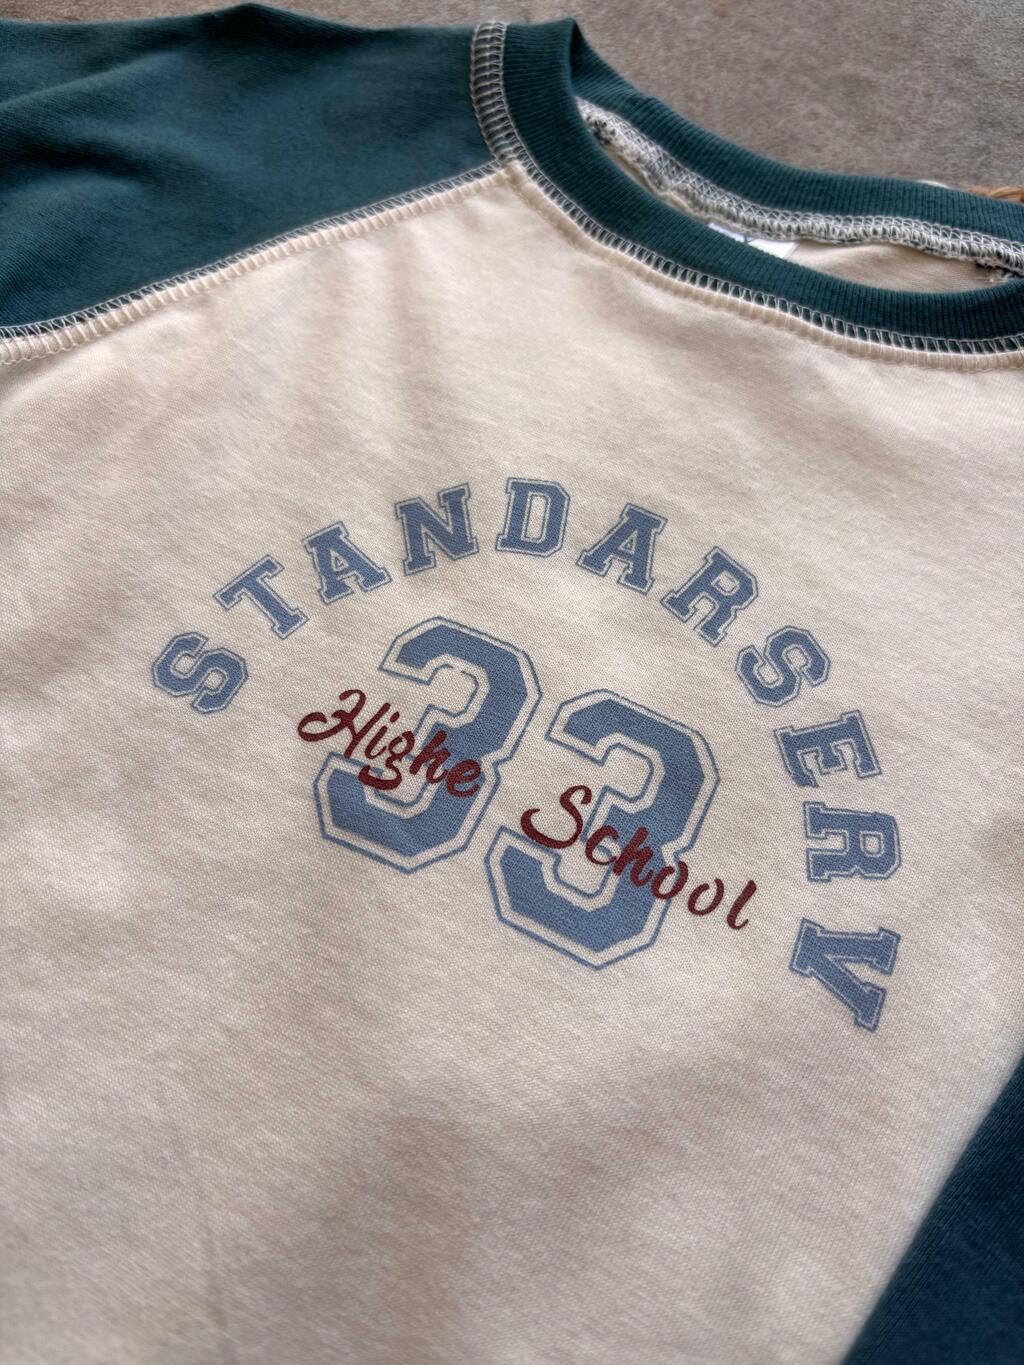 STANDARSERV
33
Highe School